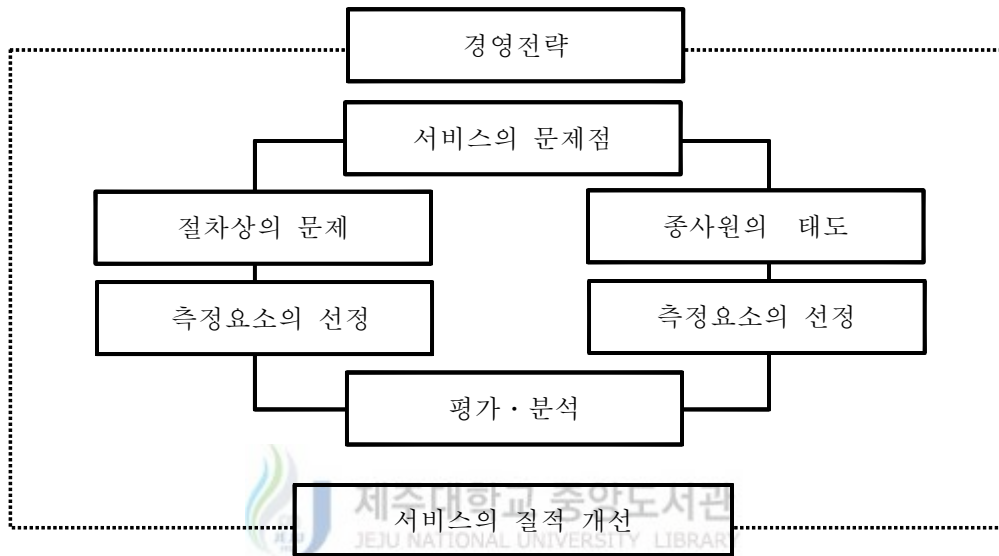 경영전략
서비스의 문제점
절차상의 문제
종사원의 태도
측정요소의 선정
측정요소의 선정
평가·분석
제주대학교 중앙도서관
서비스의 질적 개선
JEJU NATIONAL UNIVERSITY LIBRARY
JEJU